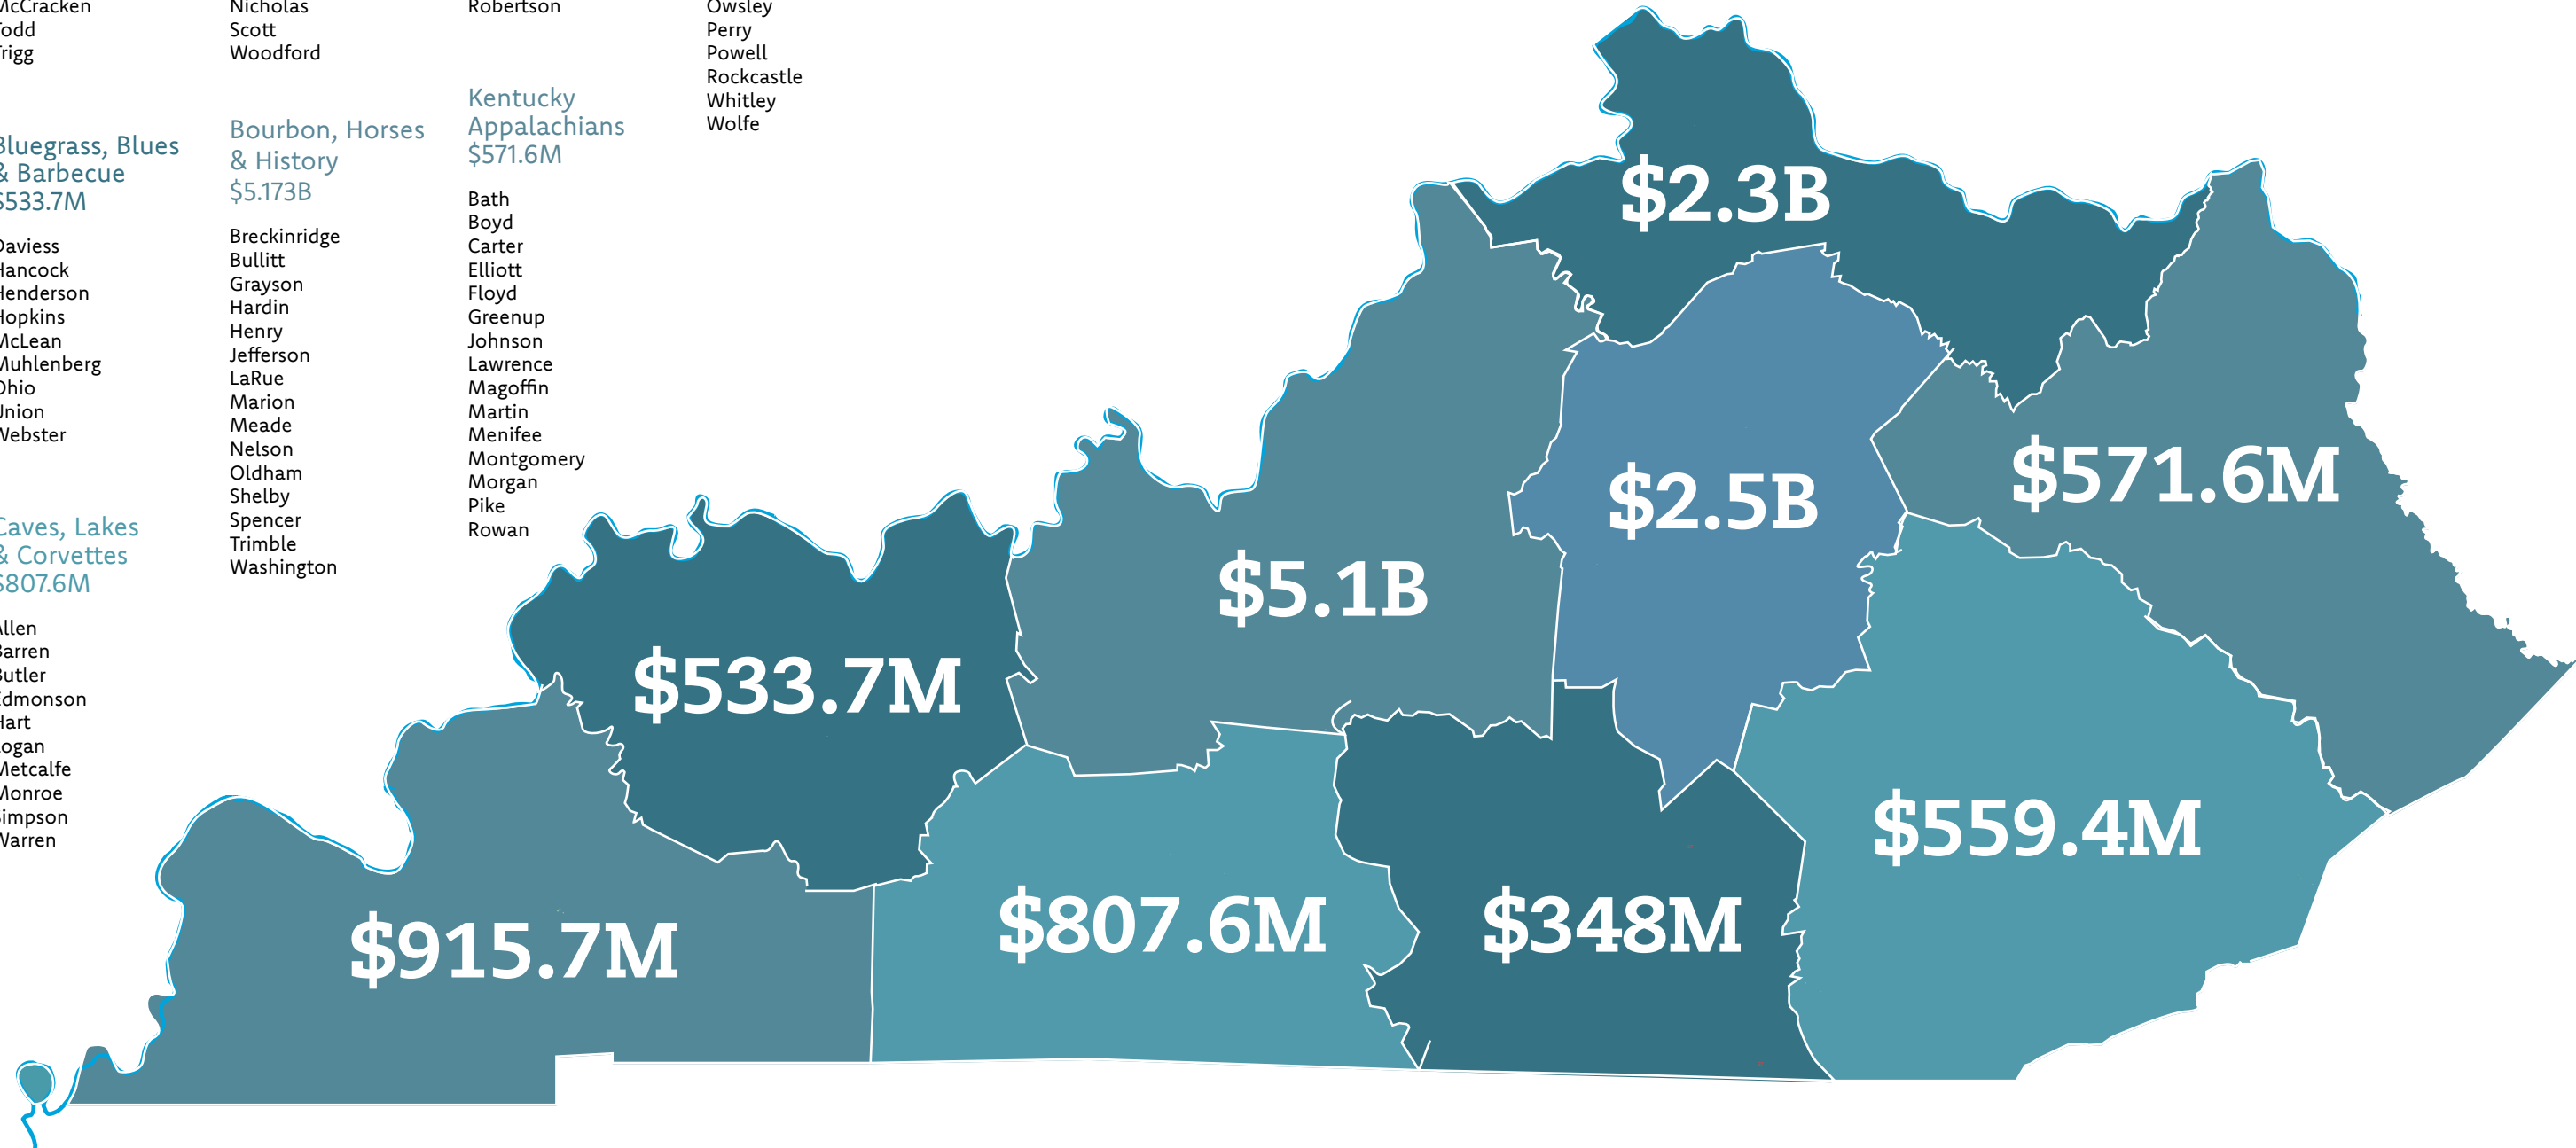 McCracken
Todd
Trigg
Bluegrass, Blues
& Barbecue
$533.7M
Daviess
Hancock
Henderson
Hopkins
McLean
Muhlenberg
Ohio
Union
Webster
Caves, Lakes
& Corvettes
$807.6M
Allen
Barren
Butler
Edmonson
Hart
Logan
Metcalfe
Monroe
Simpson
Warren
Nicholas
Scott
Woodford
Bourbon, Horses
& History
$5.173B
Breckinridge
Bullitt
Grayson
Hardin
Henry
Jefferson
LaRue
Marion
Meade
Nelson
Oldham
Shelby
Spencer
Trimble
Washington
Robertson
Kentucky
Appalachians
$571.6M
Bath
Boyd
Carter
Elliott
Floyd
Greenup
Johnson
Lawrence
Magoffin
Martin
Menifee
Montgomery
Morgan
Pike
Rowan
Owsley
Perry
Powell
Rockcastle
Whitley
Wolfe
$2.3B
$571.6M
$2.5B
$5.1B
$533.7M
$559.4M
$915.7M
$807.6M
$348M